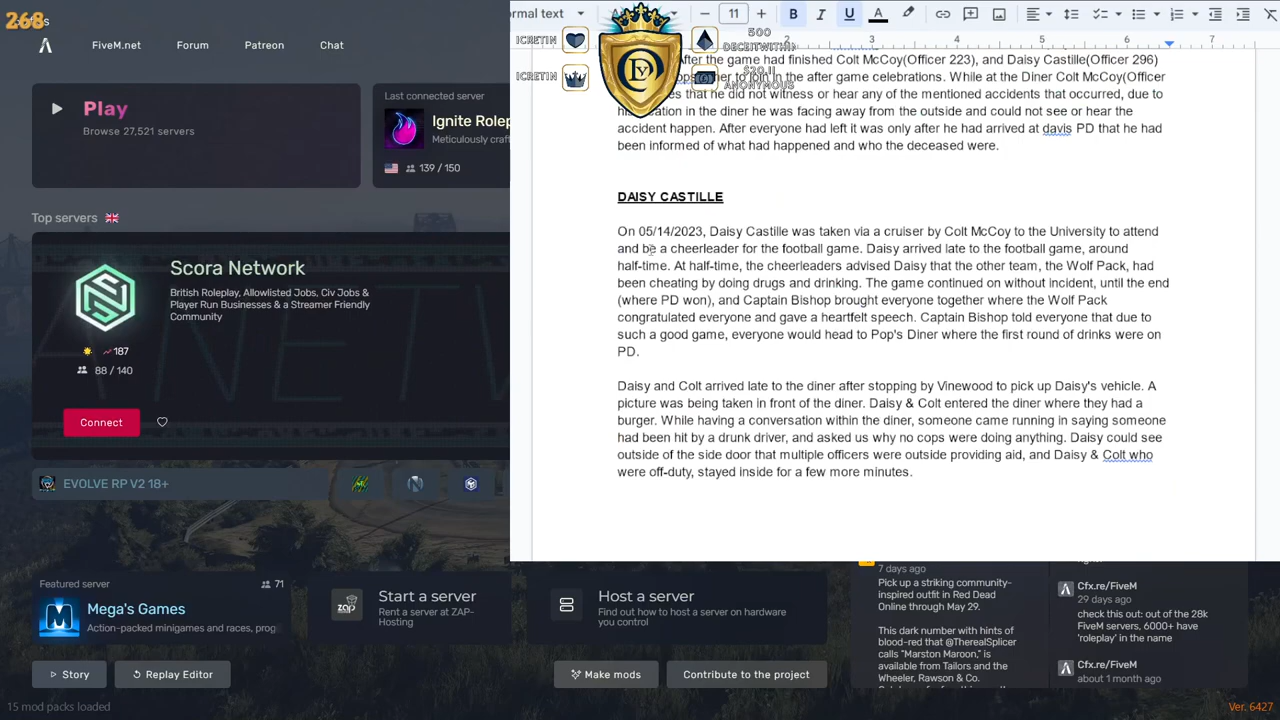 268
FiveM.net Forum Patreon Chat
Play
Browse 27,521 servers
Last connected server
Ignite Rolep
Meticulously craft
139 / 150
Top servers
Scora Network
British Roleplay, Allowlisted Jobs, Civ Jobs &
Player Run Businesses & a Streamer Friendly
Community
187
88 / 140
Connect
EVOLVE RP V2 18+
Featured server
71
Mega's Games
Action-packed minigames and races, prog
Start a server
Rent a server at ZAP-
Hosting
Host a server
Find out how to host a server on hardware
you control
Story
Replay Editor
Make mods
Contribute to the project
15 mod packs loaded
Ver. 6427
7 days ago
Pick up a striking community-
inspired outfit in Red Dead
Online through May 29.
This dark number with hints of
blood-red that @TherealSplicer
calls "Marston Maroon," is
available from Tailors and the
Wheeler, Rawson & Co.
Cfx.re/FiveM
29 days ago
check this out: out of the 28k
FiveM servers, 6000+ have
'roleplay' in the name
Cfx.re/FiveM
about 1 month ago
ormal text
11
B I U A
2 3 4 5 6 7
ICRETIN
500
DECEITWITHIN
ICRETIN
$20.11
ANONYMOUS
After the game had finished Colt McCoy(Officer 223), and Daisy Castille(Officer 296)
her to join in the after game celebrations. While at the Diner Colt McCoy(Officer
es that he did not witness or hear any of the mentioned accidents that occurred, due to
his cation in the diner he was facing away from the outside and could not see or hear the
accident happen. After everyone had left it was only after he had arrived at davis PD that he had
been informed of what had happened and who the deceased were.
DAISY CASTILLE
On 05/14/2023, Daisy Castille was taken via a cruiser by Colt McCoy to the University to attend
and be a cheerleader for the football game. Daisy arrived late to the football game, around
half-time. At half-time, the cheerleaders advised Daisy that the other team, the Wolf Pack, had
been cheating by doing drugs and drinking. The game continued on without incident, until the end
(where PD won), and Captain Bishop brought everyone together where the Wolf Pack
congratulated everyone and gave a heartfelt speech. Captain Bishop told everyone that due to
such a good game, everyone would head to Pop's Diner where the first round of drinks were on
PD.
Daisy and Colt arrived late to the diner after stopping by Vinewood to pick up Daisy's vehicle. A
picture was being taken in front of the diner. Daisy & Colt entered the diner where they had a
burger. While having a conversation within the diner, someone came running in saying someone
had been hit by a drunk driver, and asked us why no cops were doing anything. Daisy could see
outside of the side door that multiple officers were outside providing aid, and Daisy & Colt who
were off-duty, stayed inside for a few more minutes.